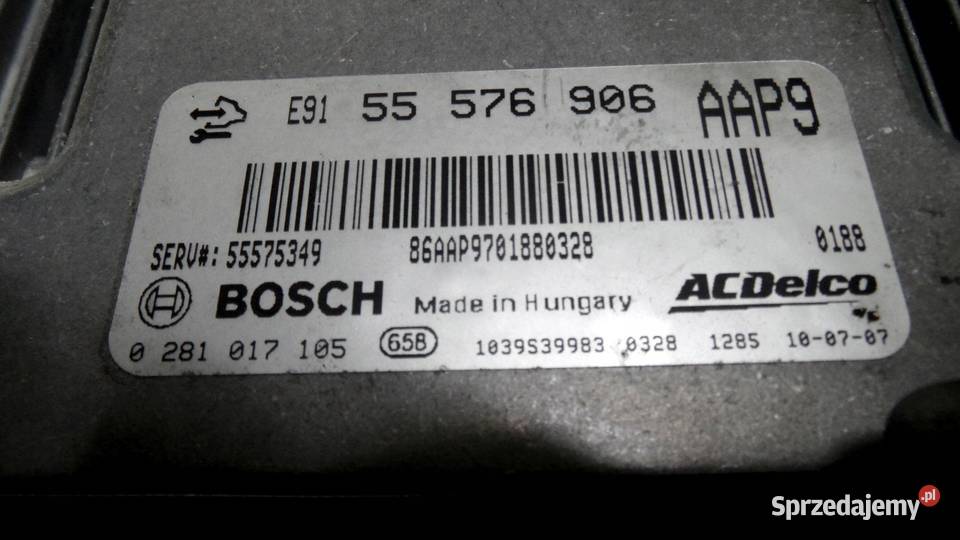 E91 55 576 906 AAP9
SERV#: 55575349 86AAP9701880328 0188
BOSCH Made in Hungary ACDelco
0 281 017 105 658 1039S39983 0328 1285 10-07-07
Sprzedajemy.pl